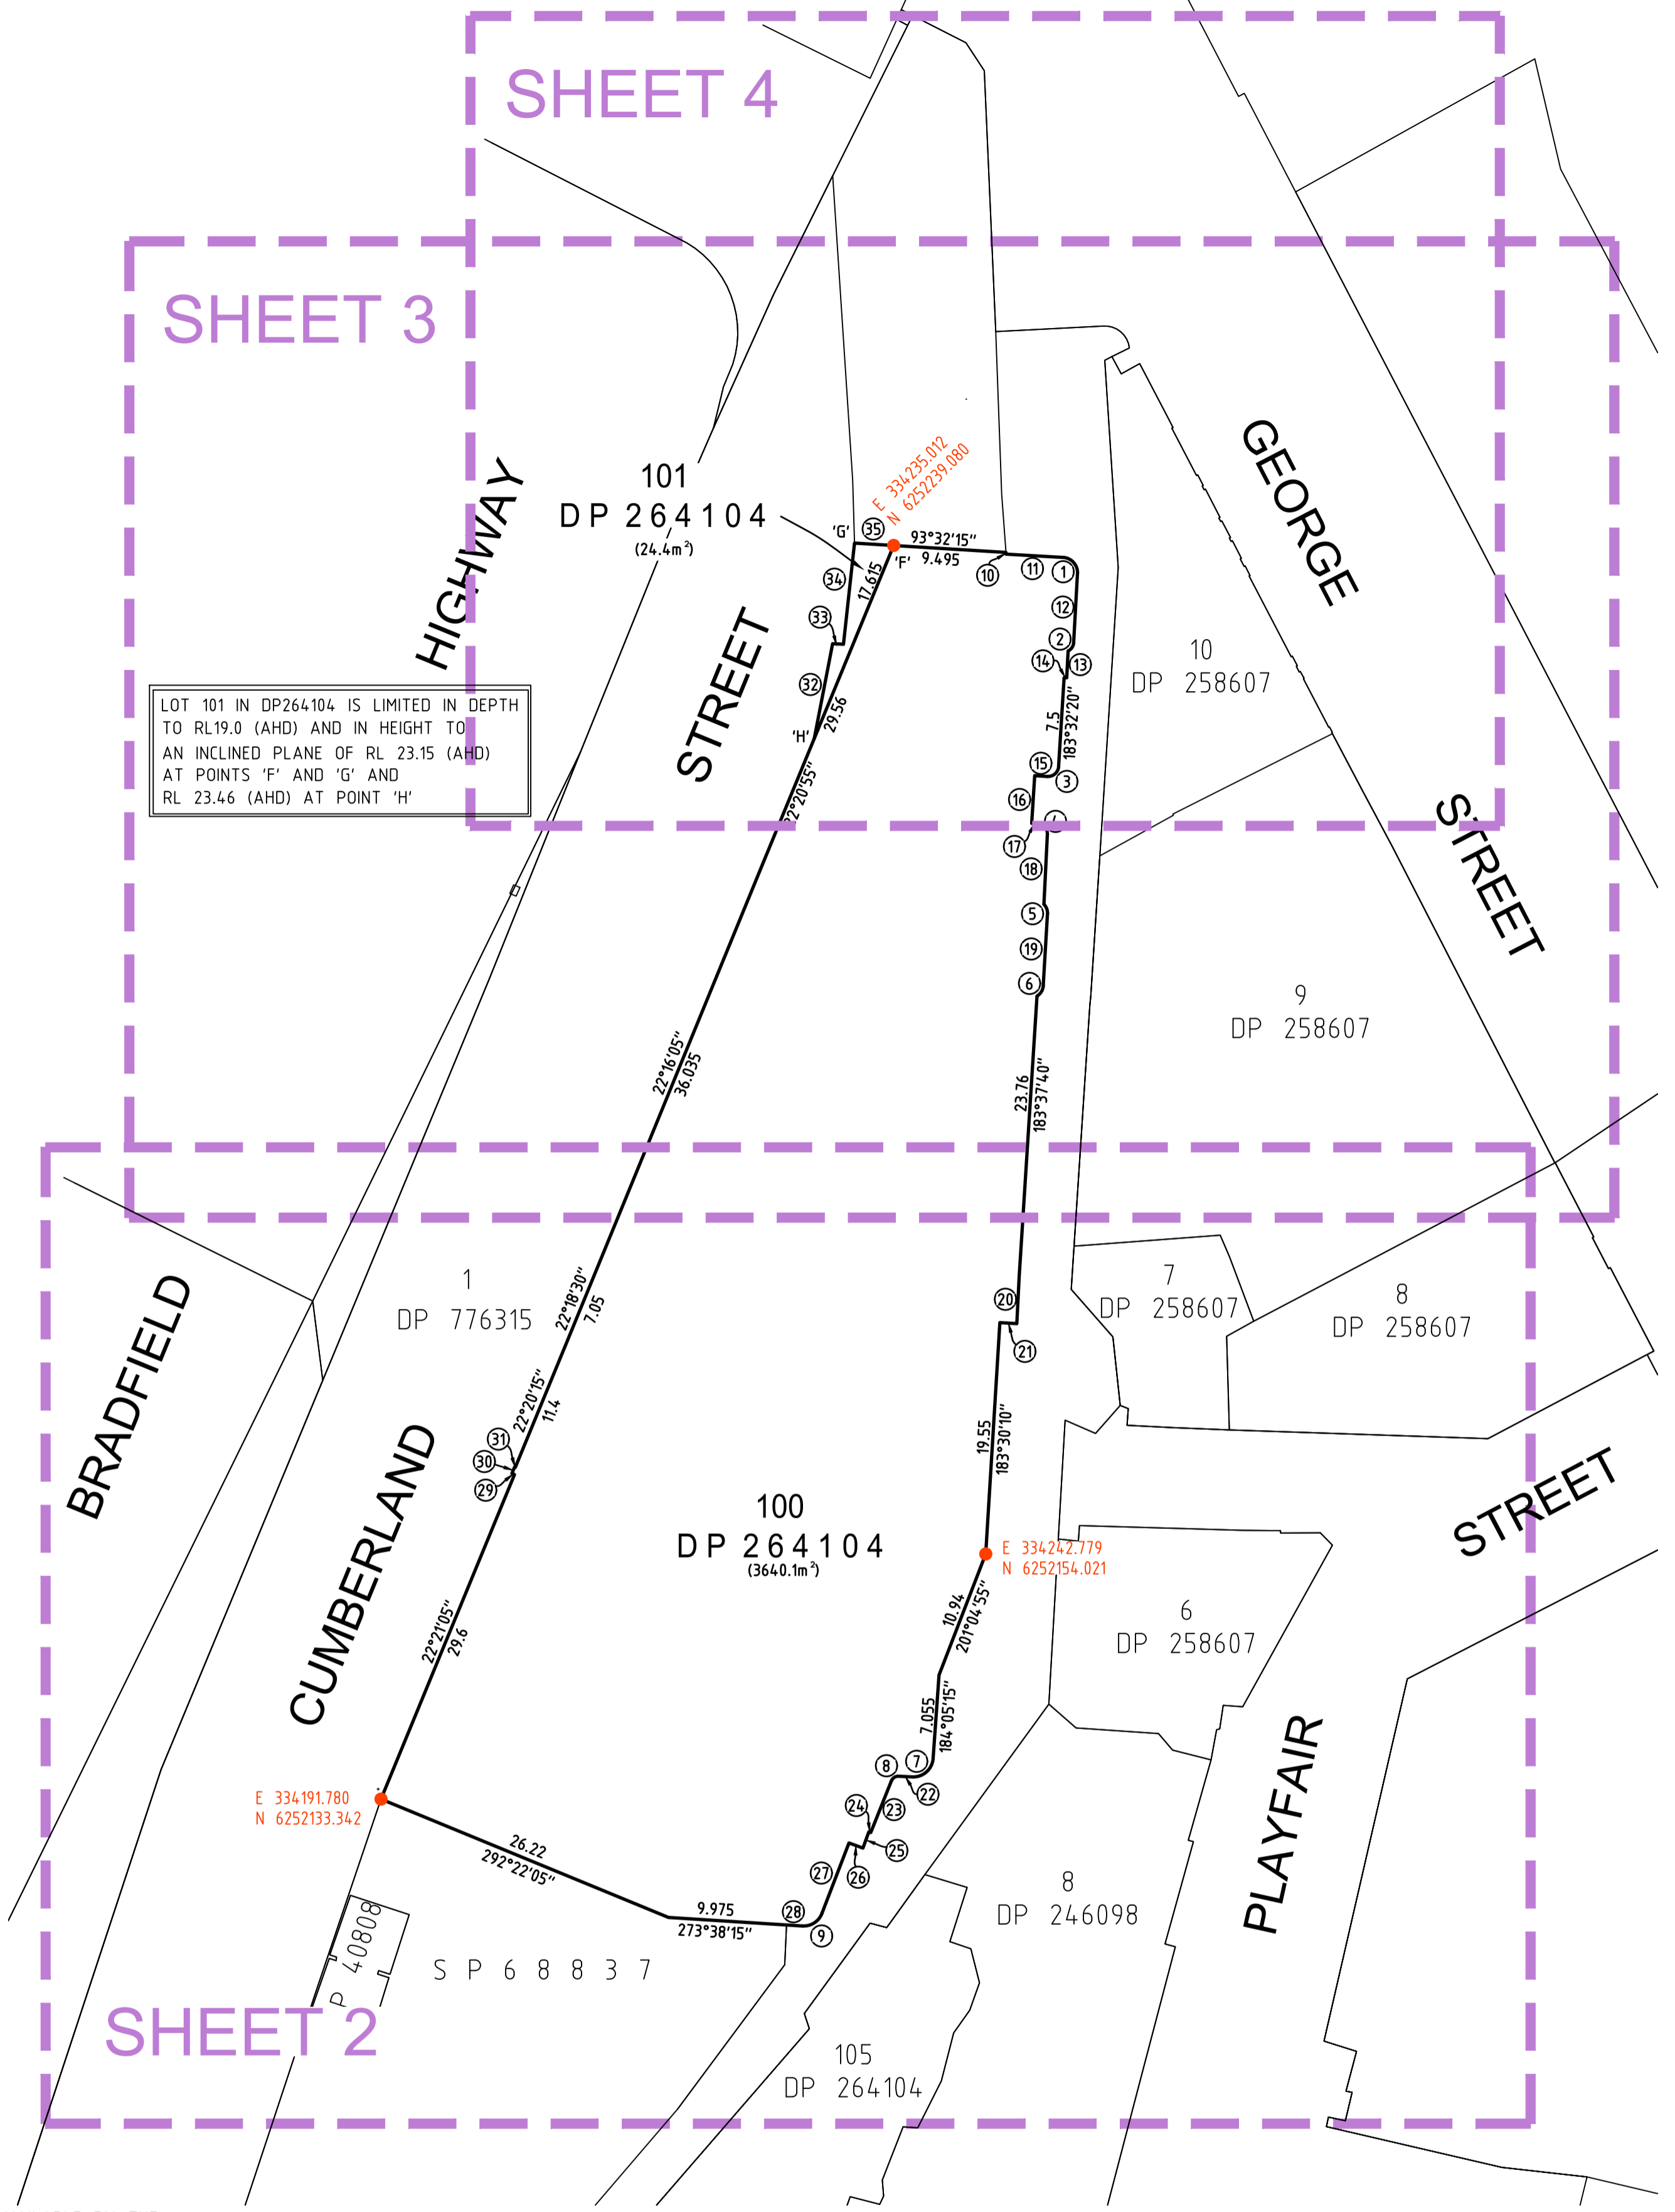 SHEET 4
SHEET 3
HIGHWAY
101
DP 264104
(24.4m²)
E 334235.012
N 6252239.080
'G'
35
'F'
93°32'15"
9.495
10
11
1
34
17.615
33
12
2
14
13
32
29.56
'H'
7.5
183°32'20"
15
3
16
17
18
5
19
6
GEORGE
STREET
STREET
10
DP 258607
LOT 101 IN DP264104 IS LIMITED IN DEPTH
TO RL19.0 (AHD) AND IN HEIGHT TO
AN INCLINED PLANE OF RL 23.15 (AHD)
AT POINTS 'F' AND 'G' AND
RL 23.46 (AHD) AT POINT 'H'
22°20'55"
9
DP 258607
22°16'05"
36.035
23.76
183°37'40"
1
DP 776315
22°18'30"
7.05
20
21
7
DP 258607
8
DP 258607
BRADFIELD
CUMBERLAND
22°20'15"
11.4
31
30
29
19.55
183°30'10"
100
DP 264104
(3640.1m²)
E 334242.779
N 6252154.021
STREET
22°21'05"
29.6
10.94
201°04'55"
6
DP 258607
7.055
184°05'15"
8
7
22
23
24
25
26
27
28
9
E 334191.780
N 6252133.342
26.22
292°22'05"
9.975
273°38'15"
PLAYFAIR
8
DP 246098
P 40808
SP68837
SHEET 2
105
DP 264104